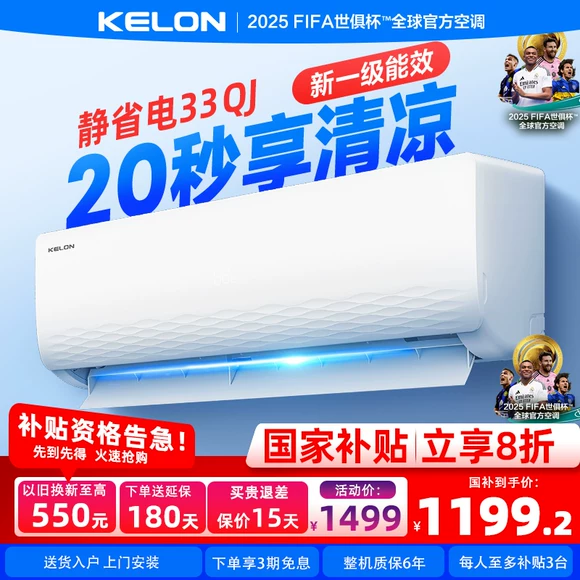 KELON 2025 FIFA世俱杯™全球官方空调
静省电33QJ
新一级能效
20秒享清凉
2025 FIFA世俱杯™
全球官方空调
KELON
2025 FIFA世俱杯™
全球官方空调
补贴资格告急!
先到先得 火速抢购
国家补贴 立享8折
以旧换新至高
550元
下单送延保
180天
买贵退差
保价15天
活动价:
¥1499
国补到手价:
¥1199.2
送货入户 上门安装
下单享3期免息
整机质保6年
每人至多补贴3台